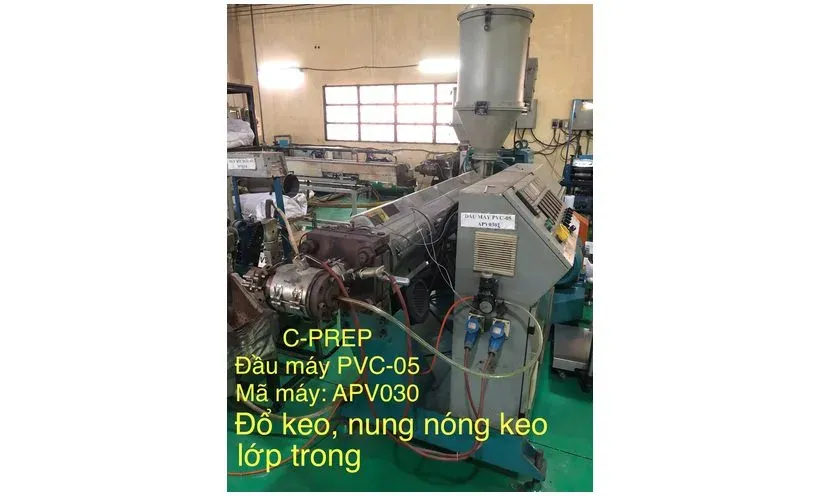 ĐẦU MÁY PVC-05
C-PREP
Đầu máy PVC-05
Mã máy: APV030
Đổ keo, nung nóng keo
lớp trong